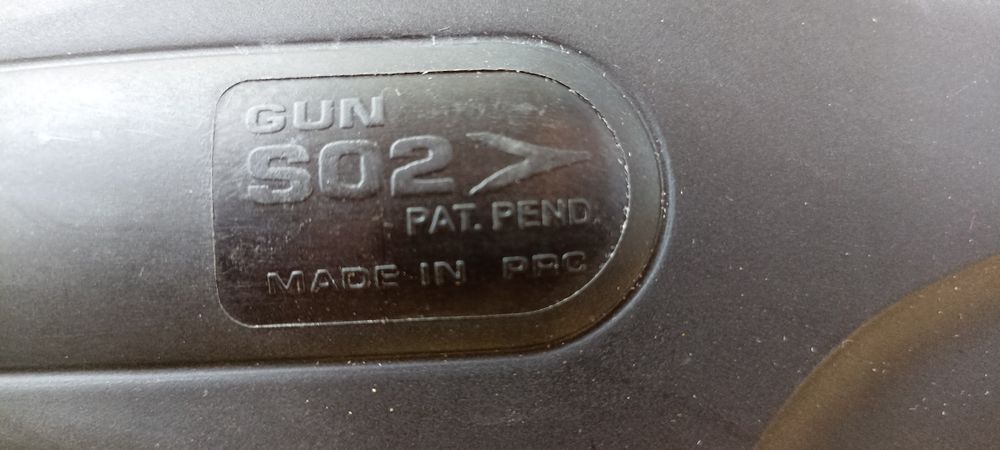 GUN
S02
PAT. PEND.
MADE IN PRC